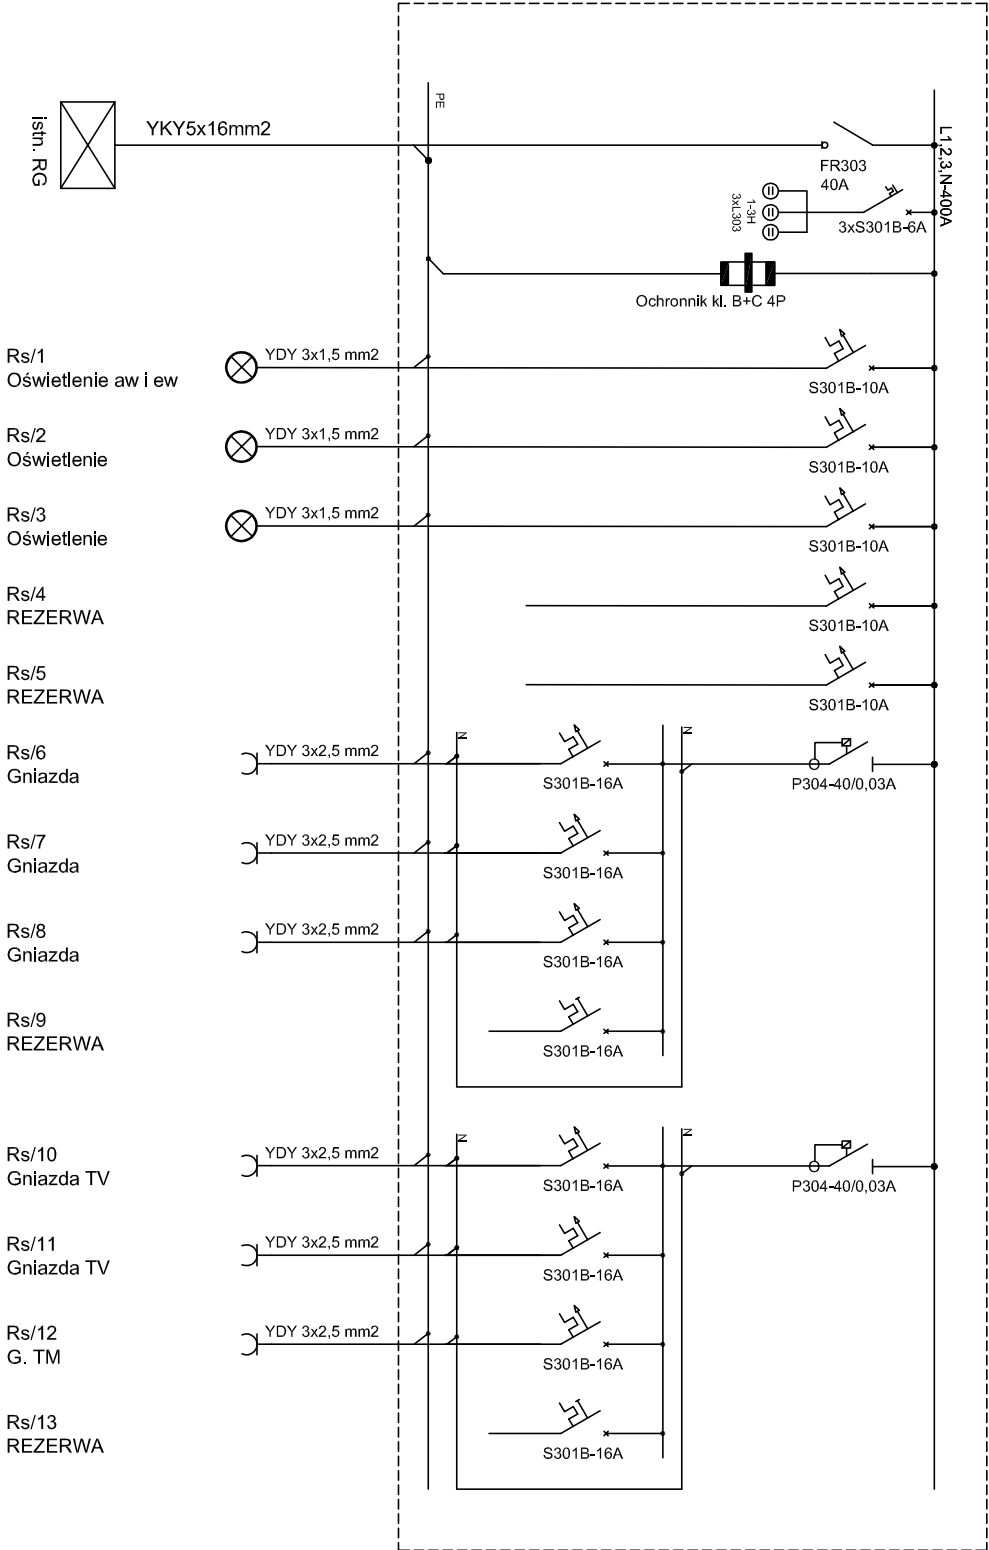 PE
istn. RG
YKY5x16mm2
L1,2,3,N-400A
FR303
40A
1-3H
3xL303
3xS301B-6A
Ochronnik kl. B+C 4P
Rs/1
Oświetlenie aw i ew
YDY 3x1,5 mm2
S301B-10A
Rs/2
Oświetlenie
YDY 3x1,5 mm2
S301B-10A
Rs/3
Oświetlenie
YDY 3x1,5 mm2
S301B-10A
Rs/4
REZERWA
S301B-10A
Rs/5
REZERWA
S301B-10A
N
N
Rs/6
Gniazda
YDY 3x2,5 mm2
S301B-16A
P304-40/0,03A
Rs/7
Gniazda
YDY 3x2,5 mm2
S301B-16A
Rs/8
Gniazda
YDY 3x2,5 mm2
S301B-16A
Rs/9
REZERWA
S301B-16A
N
N
Rs/10
Gniazda TV
YDY 3x2,5 mm2
S301B-16A
P304-40/0,03A
Rs/11
Gniazda TV
YDY 3x2,5 mm2
S301B-16A
Rs/12
G. TM
YDY 3x2,5 mm2
S301B-16A
Rs/13
REZERWA
S301B-16A